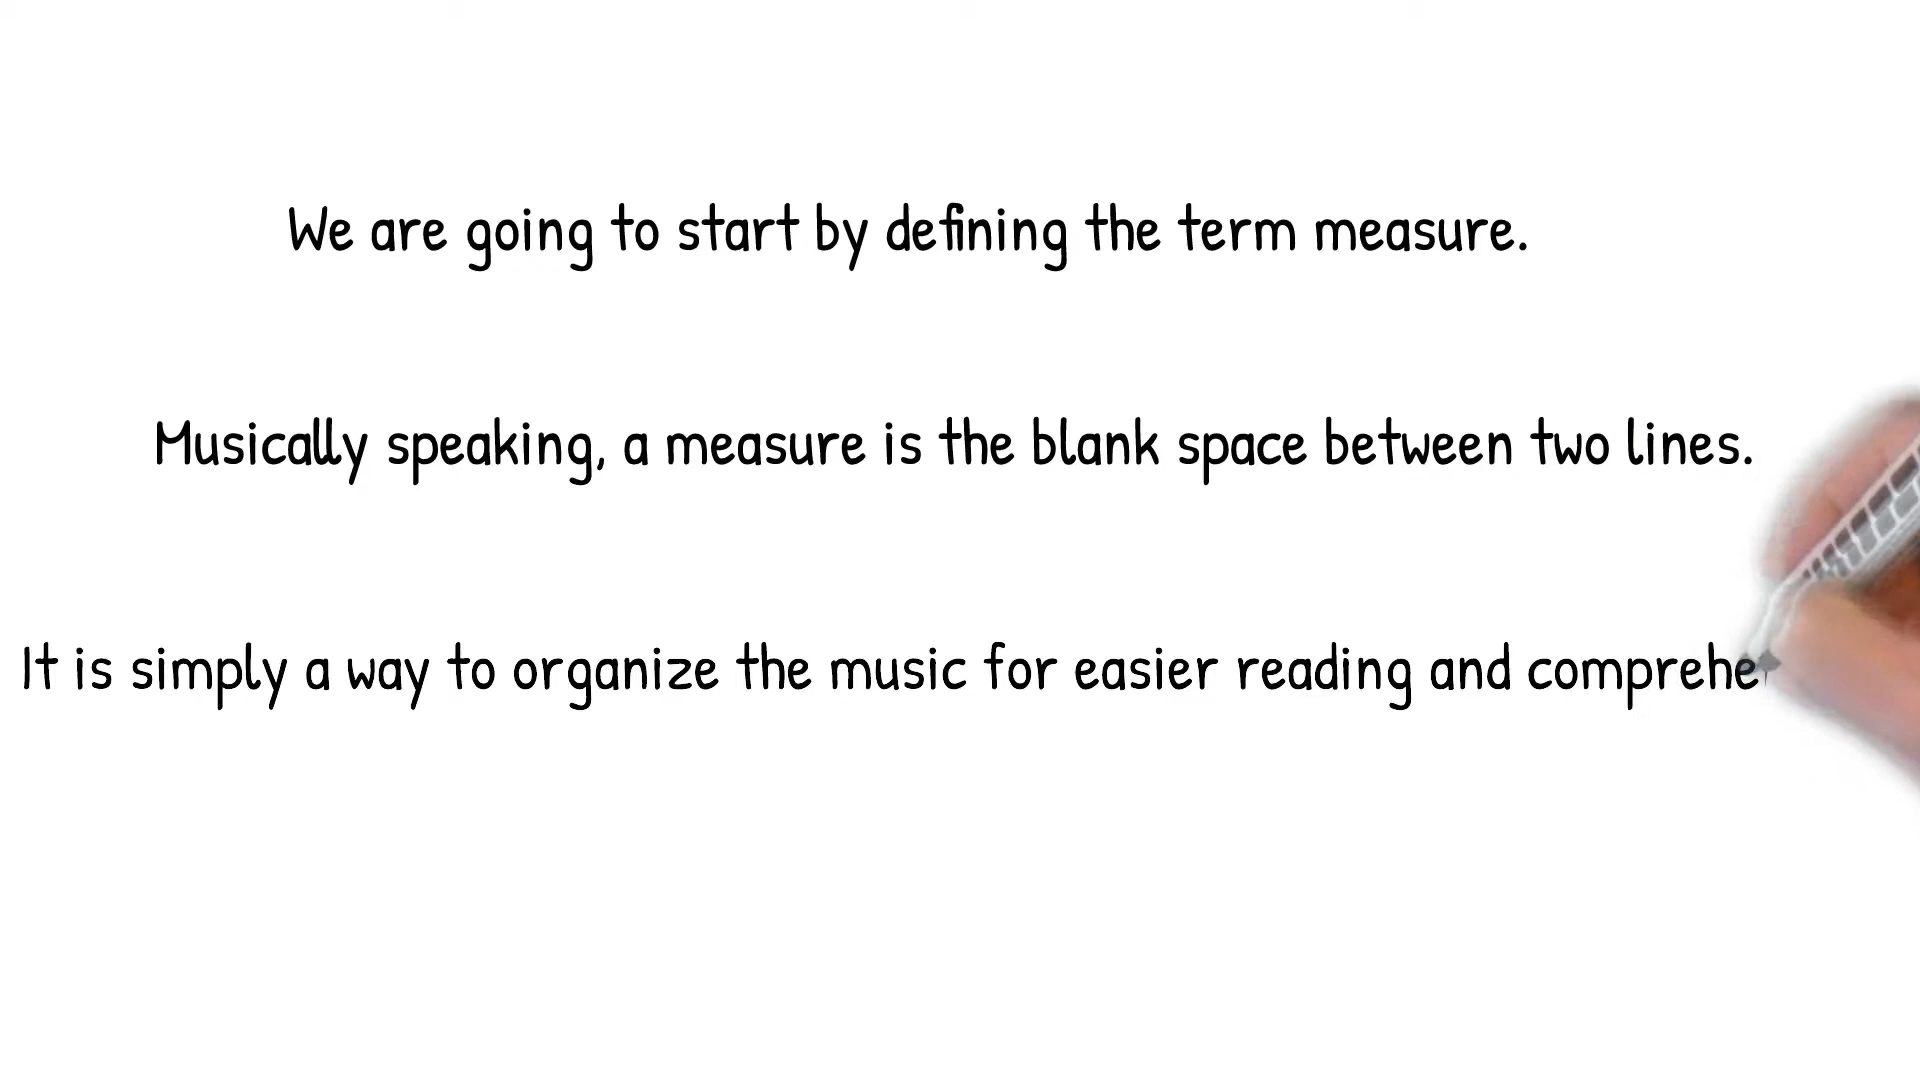 We are going to start by defining the term measure.
Musically speaking, a measure is the blank space between two lines.
It is simply a way to organize the music for easier reading and comprehe